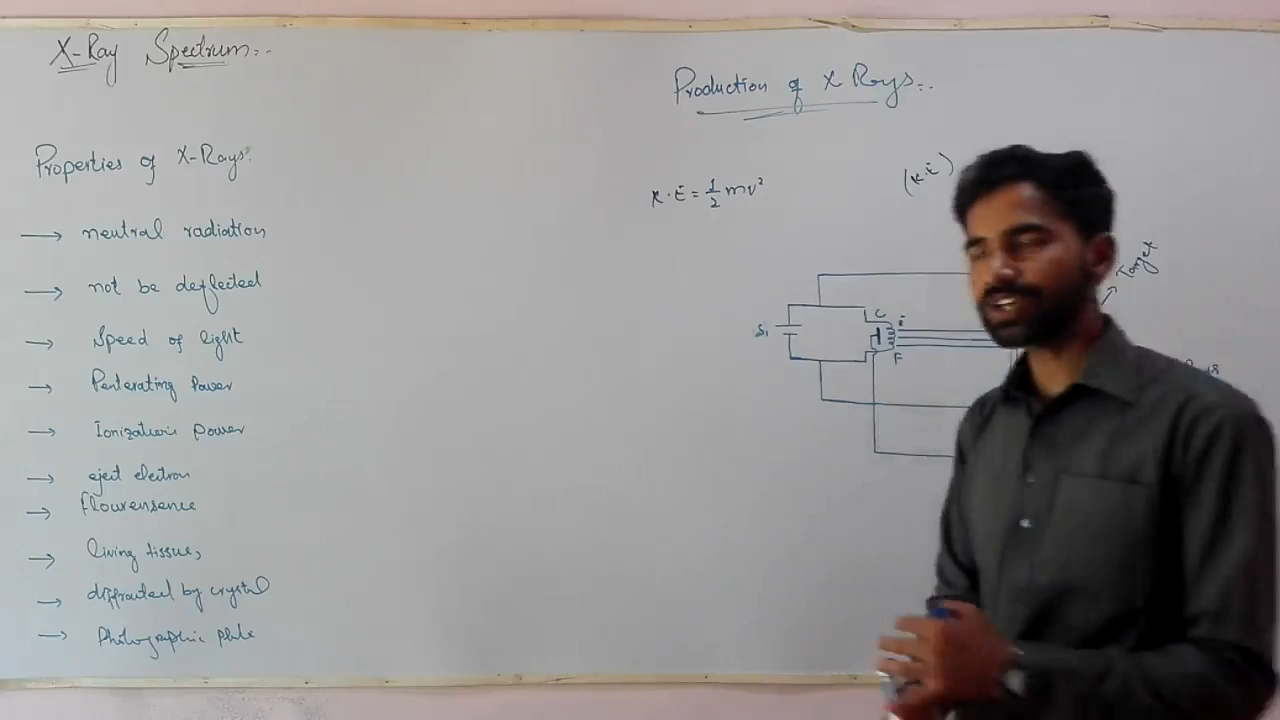 X-Ray Spectrum:-
Properties of X-Rays:
→ neutral radiation
→ not be deflected
→ Speed of light
→ Penterating Power
→ Ionization power
→ eject electron
→ flourensence
→ living tissue,
→ diffracted by crystal
→ Photographic plate
Production of X Rays:-
K.E = 1/2 mv²
(K.E)
Target
S₁
C
e
F